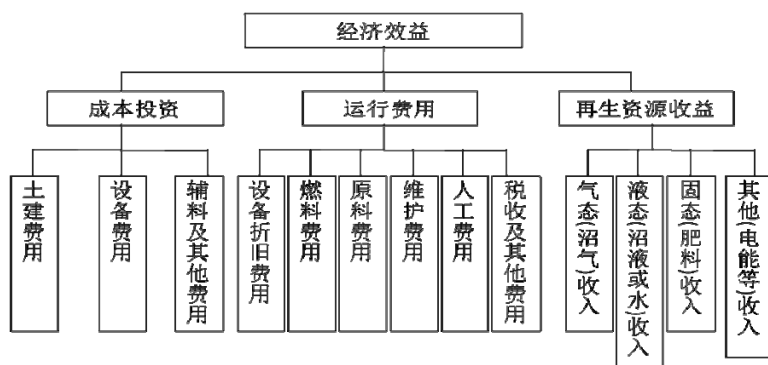 经济效益
成本投资
运行费用
再生资源收益
土建费用
设备费用
辅料及其他费用
设备折旧费用
燃料费用
原料费用
维护费用
人工费用
税收及其他费用
气态(沼气)收入
液态(沼液或水)收入
固态(肥料)收入
其他(电能等)收入